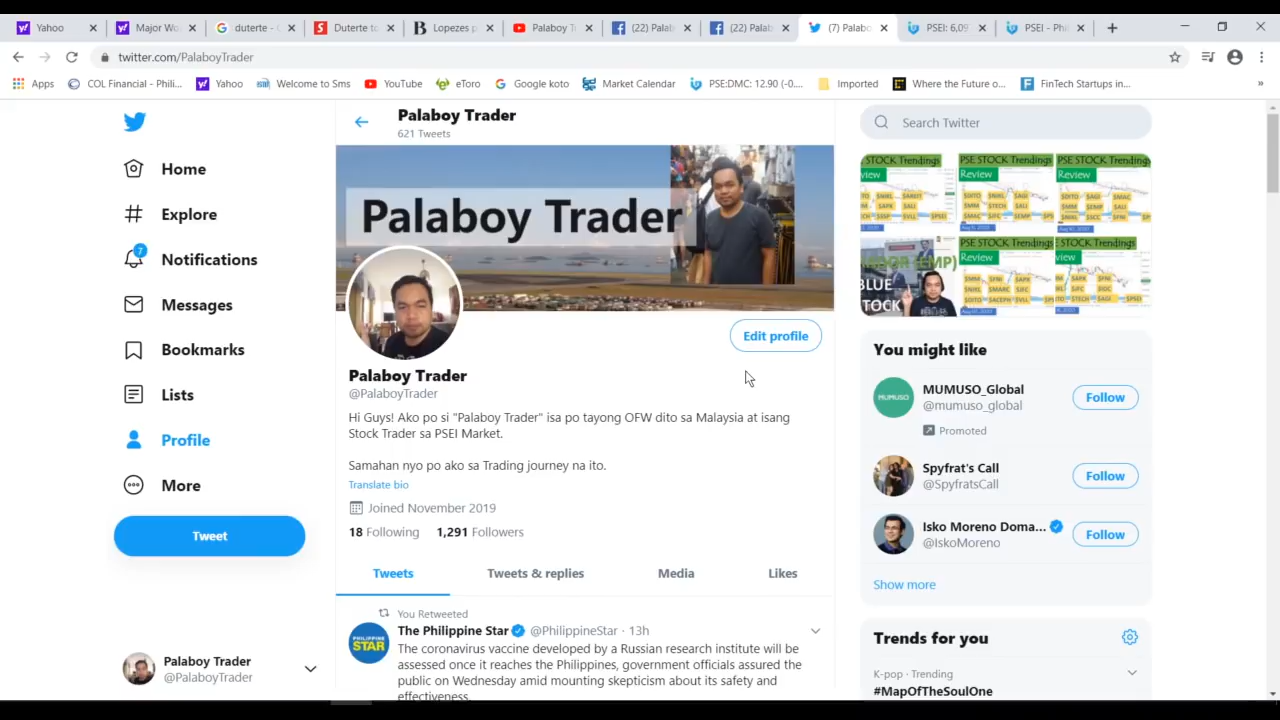 Yahoo
Major Wo
duterte - G
Duterte to
Lopezes p
Palaboy T
(22) Palab
(22) Palab
(7) Palabo
PSEI: 6,09
PSEI - Phi
twitter.com/PalaboyTrader
Apps
COL Financial - Phili...
Yahoo
Welcome to Sms
YouTube
eToro
Google koto
Market Calendar
PSE:DMC: 12.90 (-0....
Imported
Where the Future o...
FinTech Startups in...
Home
Explore
7
Notifications
Messages
Bookmarks
Lists
Profile
More
Tweet
Palaboy Trader
@PalaboyTrader
Palaboy Trader
621 Tweets
Palaboy Trader
Edit profile
Palaboy Trader
@PalaboyTrader
Hi Guys! Ako po si "Palaboy Trader" isa po tayong OFW dito sa Malaysia at isang
Stock Trader sa PSEI Market.
Samahan nyo po ako sa Trading journey na ito.
Translate bio
Joined November 2019
18 Following 1,291 Followers
Tweets
Tweets & replies
Media
Likes
You Retweeted
The Philippine Star @PhilippineStar · 13h
PHILIPPINE
STAR
The coronavirus vaccine developed by a Russian research institute will be
assessed once it reaches the Philippines, government officials assured the
public on Wednesday amid mounting skepticism about its safety and
effectiveness.
Search Twitter
STOCK Trendings
PSE STOCK Trendings
PSE STOCK Trendings
Review
Review
PSE STOCK Trendings
PSE STOCK Trendings
Review
BLUE
STOCK
You might like
MUMUSO
MUMUSO_Global
@mumuso_global
Follow
Promoted
Spyfrat's Call
@SpyfratsCall
Follow
Isko Moreno Doma...
@IskoMoreno
Follow
Show more
Trends for you
K-pop · Trending
#MapOfTheSoulOne